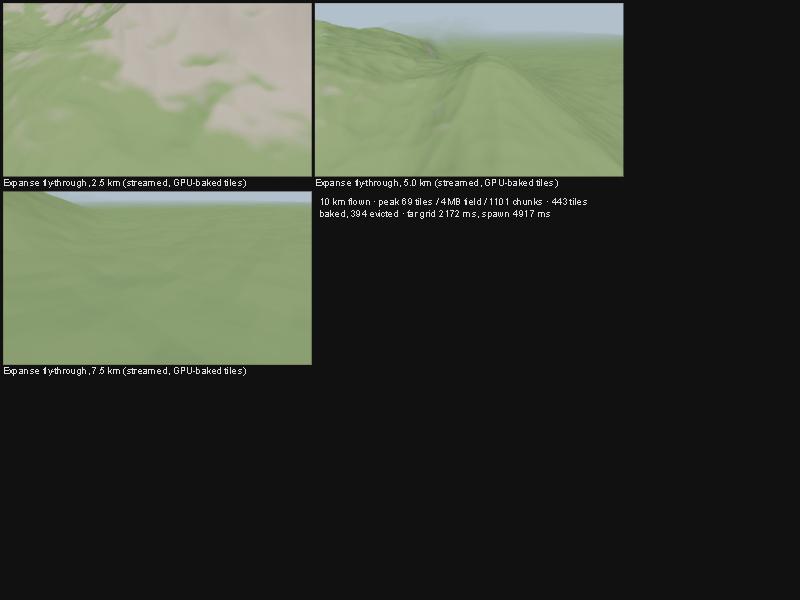 Expanse fly-through, 2.5 km (streamed, GPU-baked tiles)
Expanse fly-through, 5.0 km (streamed, GPU-baked tiles)
10 km flown · peak 69 tiles / 4 MB field / 1101 chunks · 443 tiles
baked, 394 evicted · far grid 2172 ms, spawn 4917 ms
Expanse fly-through, 7.5 km (streamed, GPU-baked tiles)